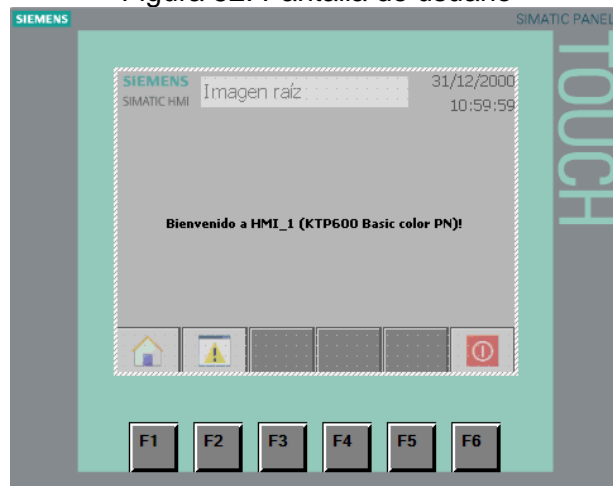 Figura 32. Pantalla de usuario
SIEMENS
SIMATIC PANEL
TOUCH
SIEMENS
SIMATIC HMI
Imagen raíz
31/12/2000
10:59:59
Bienvenido a HMI_1 (KTP600 Basic color PN)!
F1 F2 F3 F4 F5 F6